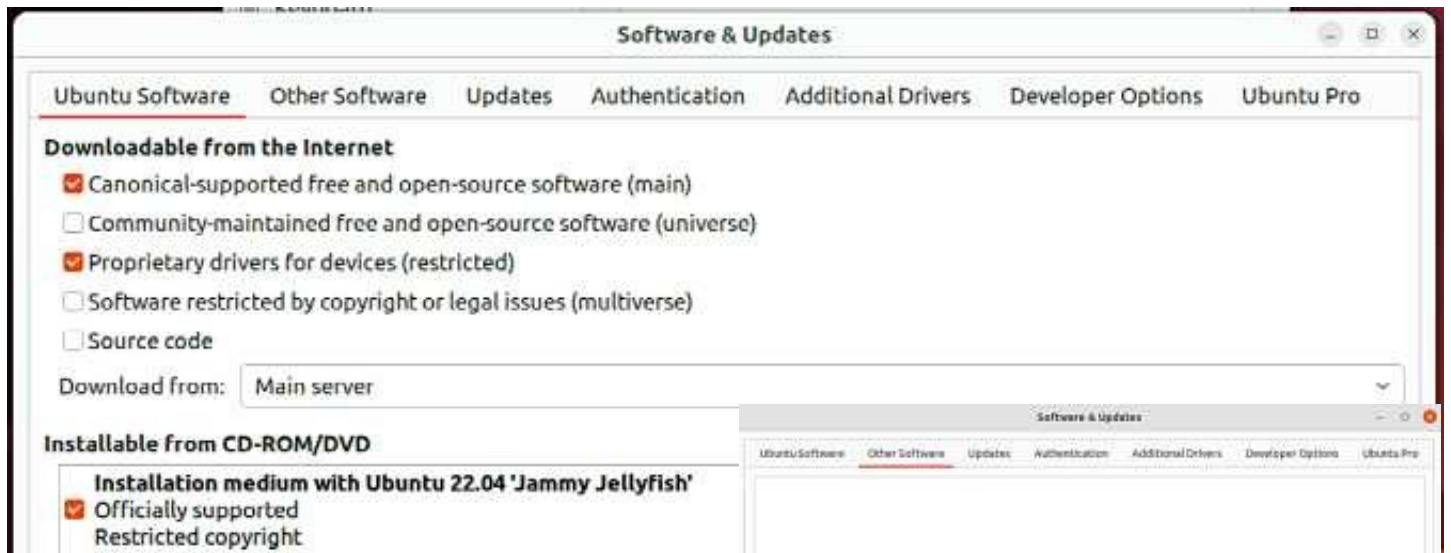 Software & Updates
Ubuntu Software Other Software Updates Authentication Additional Drivers Developer Options Ubuntu Pro
Downloadable from the Internet
Canonical-supported free and open-source software (main)
Community-maintained free and open-source software (universe)
Proprietary drivers for devices (restricted)
Software restricted by copyright or legal issues (multiverse)
Source code
Download from: Main server
Installable from CD-ROM/DVD
Installation medium with Ubuntu 22.04 'Jammy Jellyfish'
Officially supported
Restricted copyright
Software & Updates
Ubuntu Software Other Software Updates Authentication Additional Drivers Developer Options Ubuntu Pro